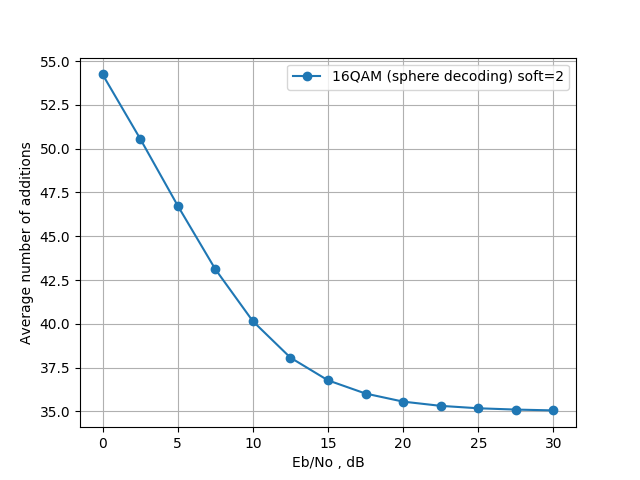 55.0
52.5
50.0
47.5
45.0
42.5
40.0
37.5
35.0
Average number of additions
16QAM (sphere decoding) soft=2
0 5 10 15 20 25 30
Eb/No , dB